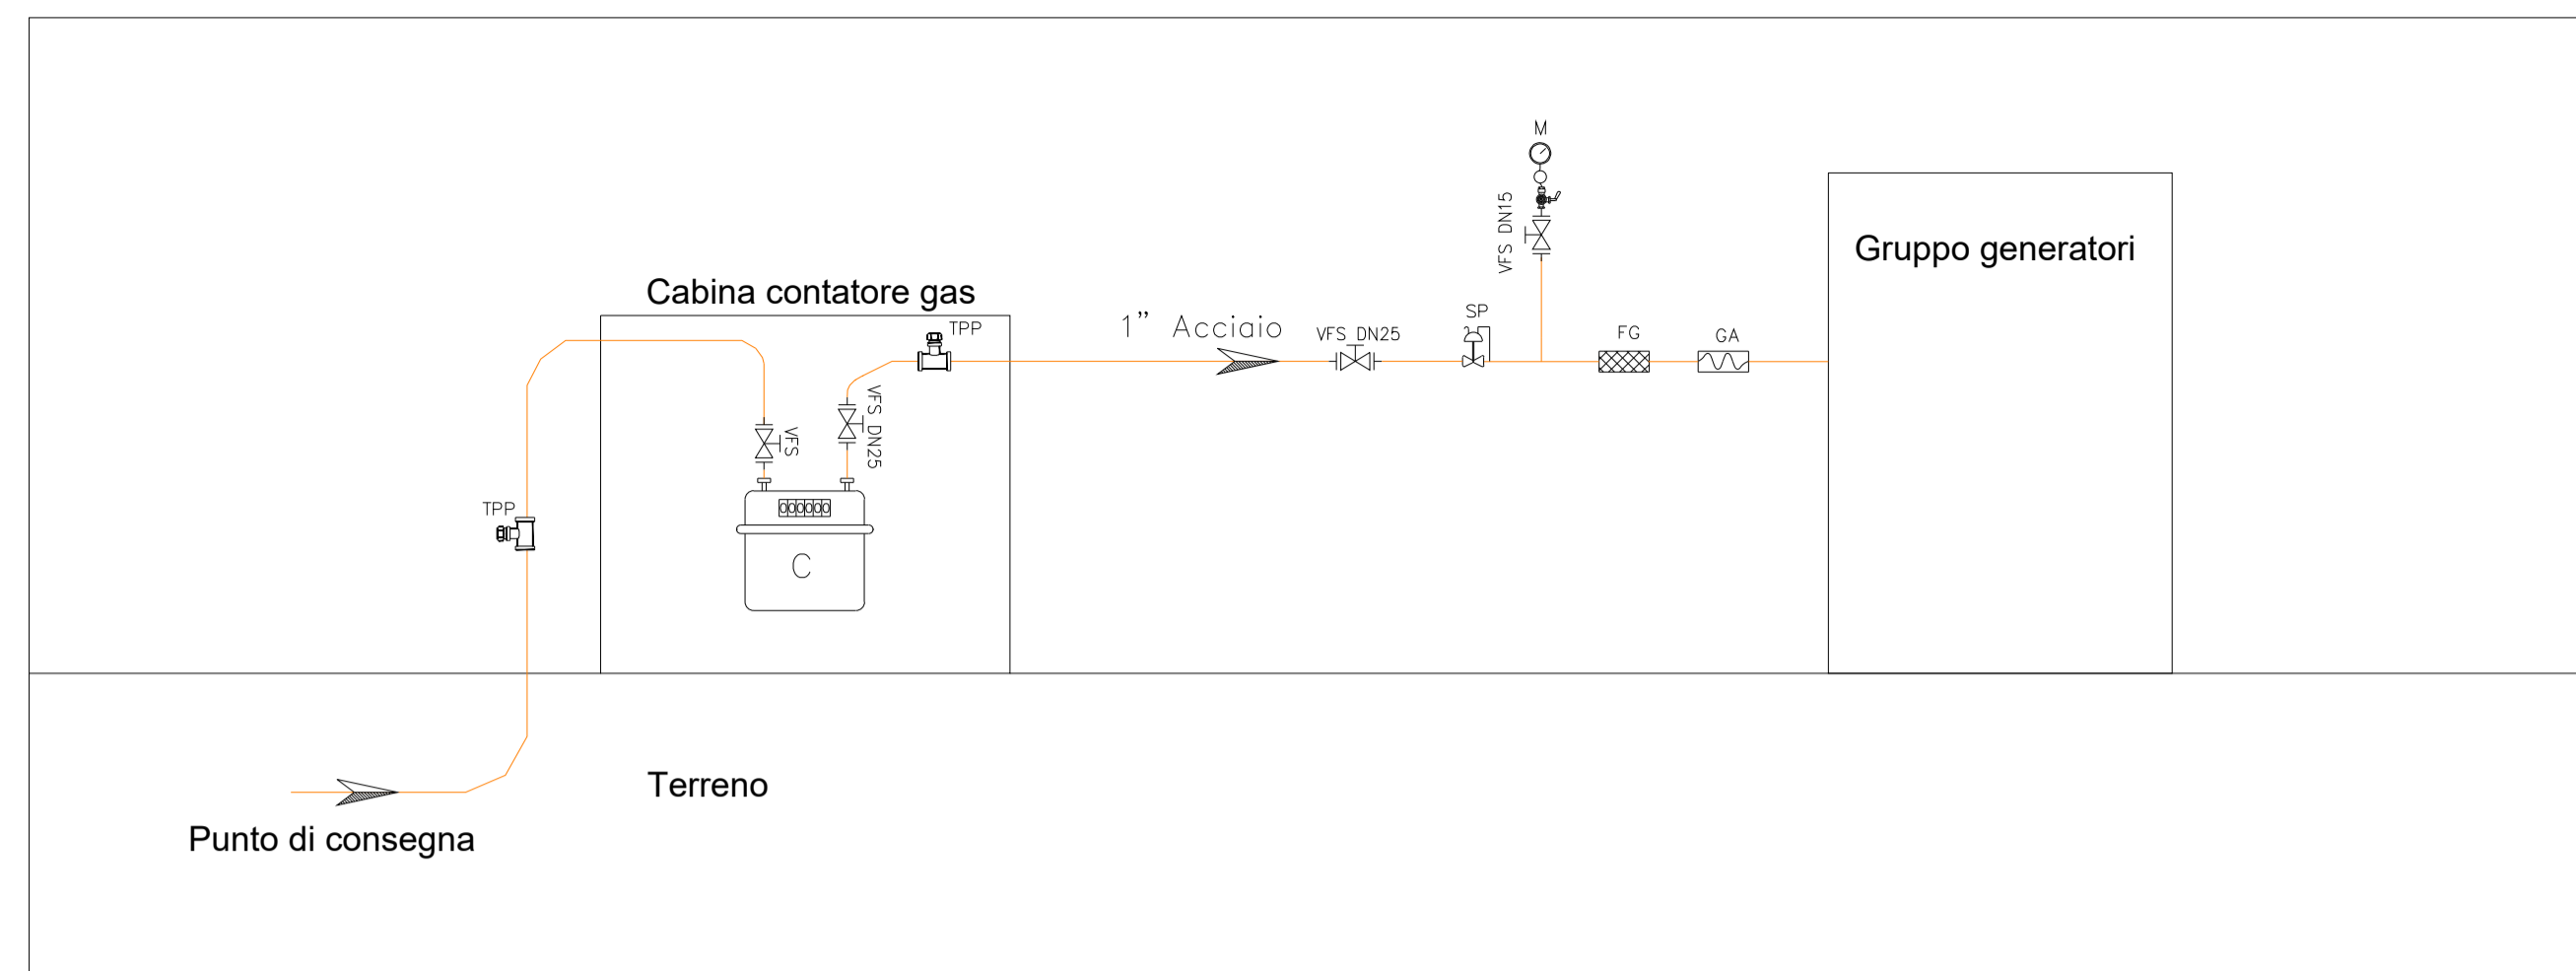 M
VFS DN15
Gruppo generatori
Cabina contatore gas
TPP
1” Acciaio
VFS DN25
SP
FG
GA
VFS
VFS DN25
TPP
000000
C
Terreno
Punto di consegna